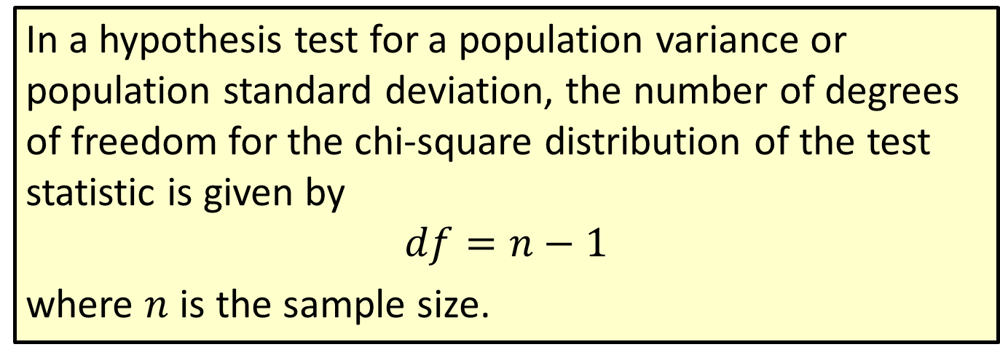 In a hypothesis test for a population variance or
population standard deviation, the number of degrees
of freedom for the chi-square distribution of the test
statistic is given by
𝑑𝑓 = 𝑛 − 1
where 𝑛 is the sample size.